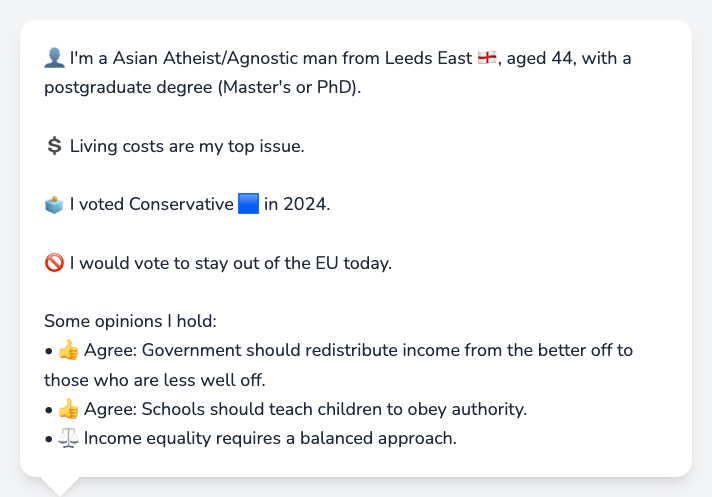 👤 I'm a Asian Atheist/Agnostic man from Leeds East 🏴󠁧󠁢󠁥󠁮󠁧󠁿, aged 44, with a
postgraduate degree (Master's or PhD).
💲 Living costs are my top issue.
🗳️ I voted Conservative 🟦 in 2024.
🚫 I would vote to stay out of the EU today.
Some opinions I hold:
• 👍 Agree: Government should redistribute income from the better off to
those who are less well off.
• 👍 Agree: Schools should teach children to obey authority.
• ⚖️ Income equality requires a balanced approach.